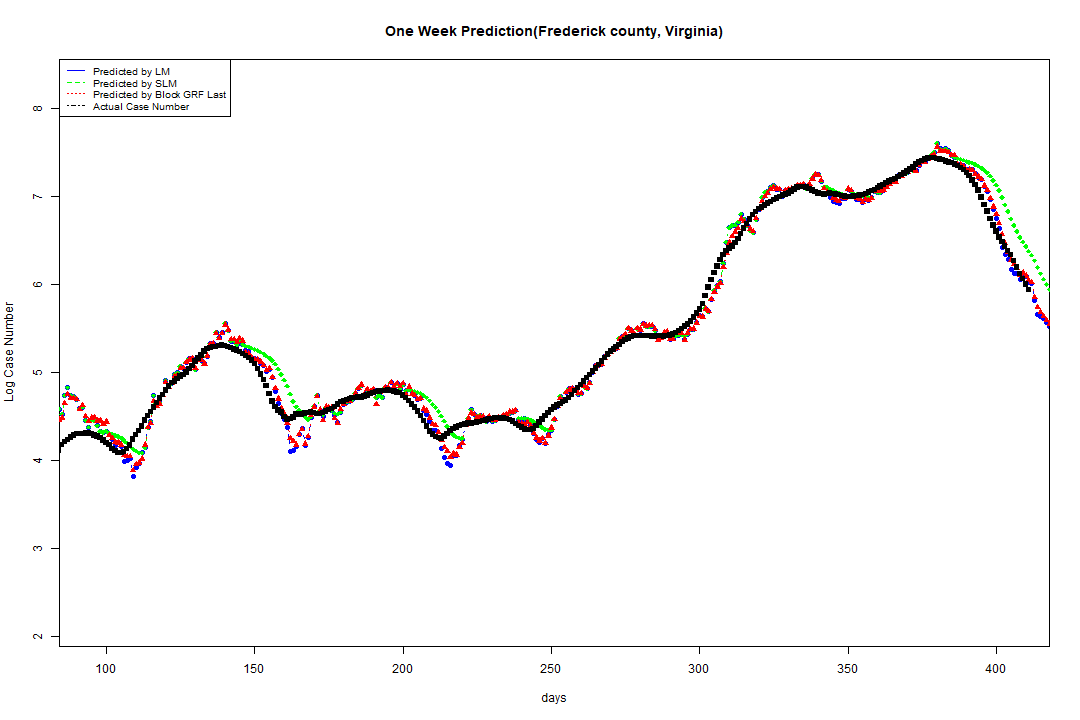 One Week Prediction(Frederick county, Virginia)
Predicted by LM
Predicted by SLM
Predicted by Block GRF Last
Actual Case Number
Log Case Number
8
7
6
5
4
3
2
100 150 200 250 300 350 400
days